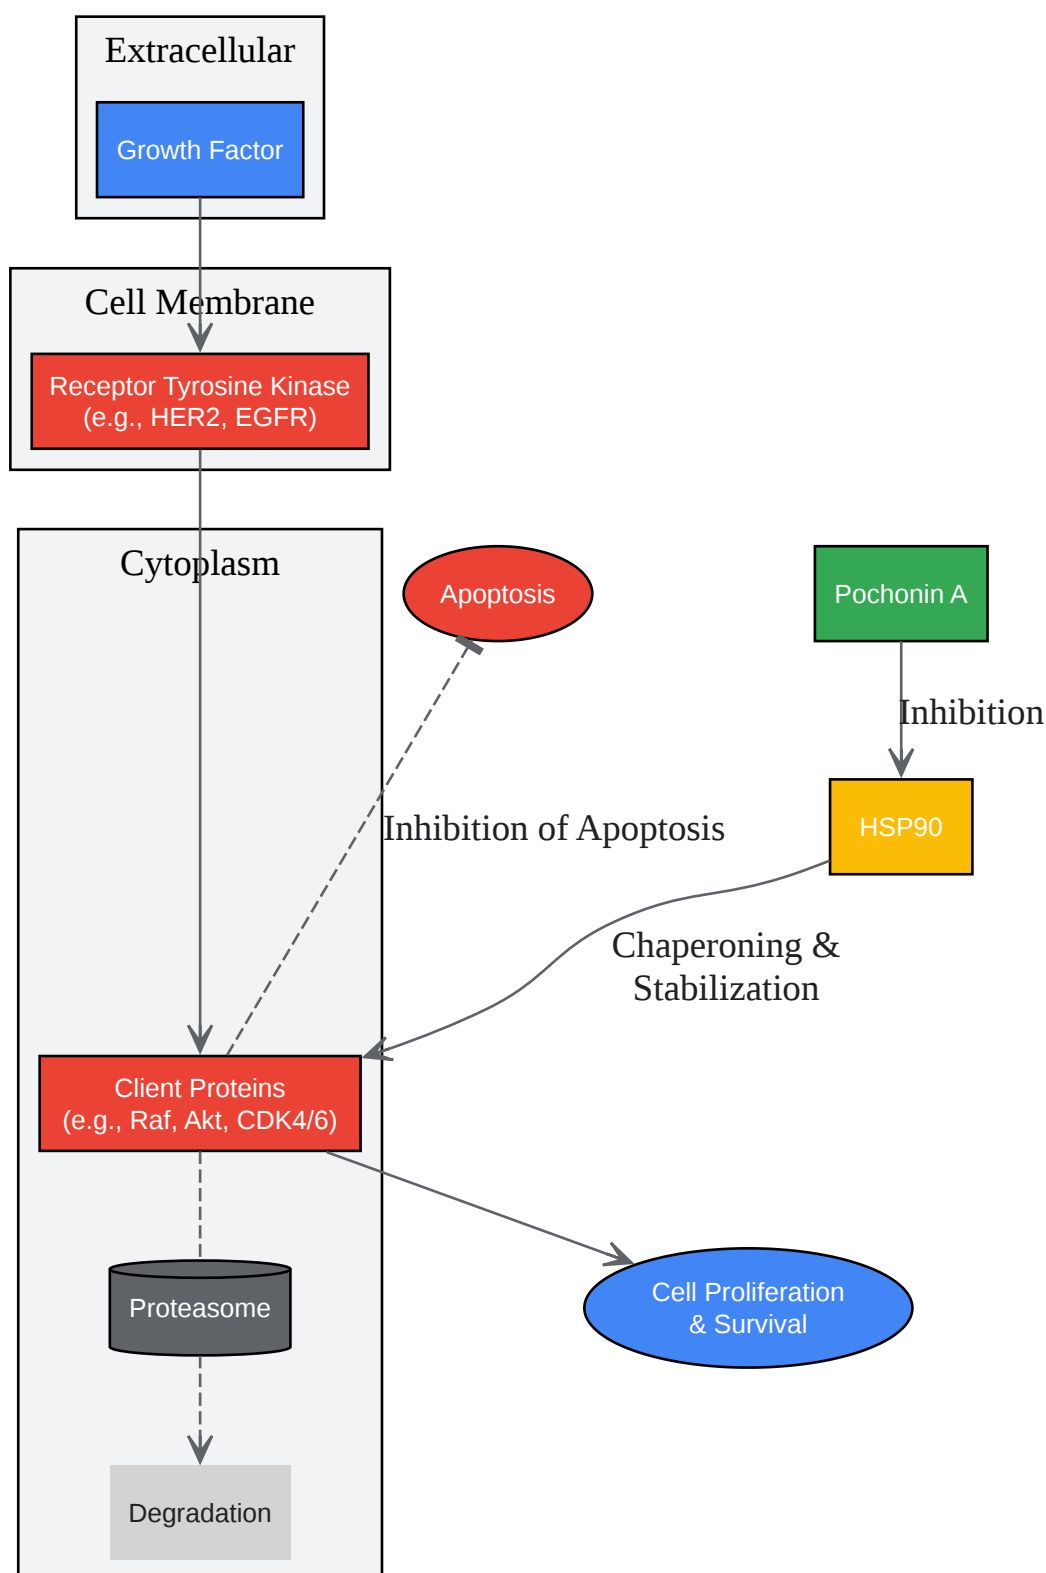 Extracellular
Growth Factor
Cell Membrane
Receptor Tyrosine Kinase
(e.g., HER2, EGFR)
Cytoplasm
Apoptosis
Pochonin A
Inhibition
Inhibition of Apoptosis
HSP90
Chaperoning &
Stabilization
Client Proteins
(e.g., Raf, Akt, CDK4/6)
Proteasome
Cell Proliferation
& Survival
Degradation